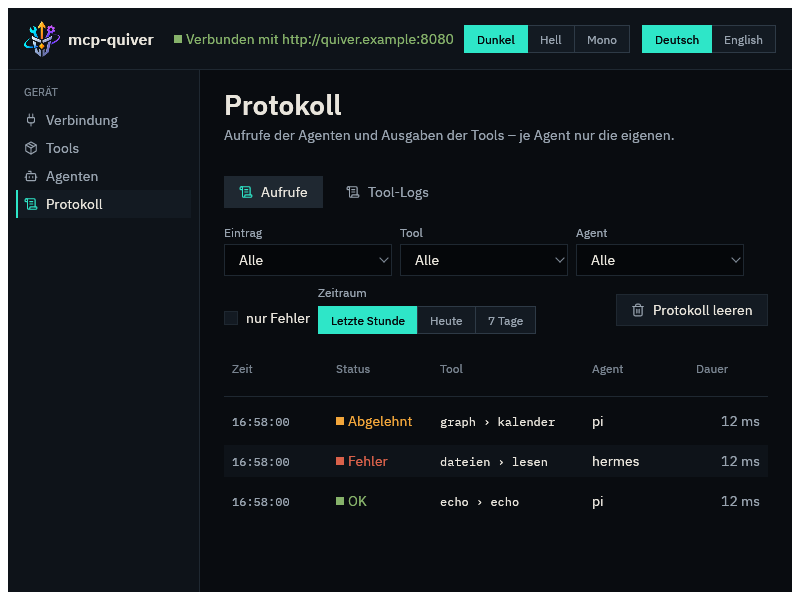 mcp-quiver
Verbunden mit http://quiver.example:8080
Dunkel Hell Mono
Deutsch English
GERÄT
Verbindung
Tools
Agenten
Protokoll
Protokoll
Aufrufe der Agenten und Ausgaben der Tools – je Agent nur die eigenen.
Aufrufe Tool-Logs
Eintrag Tool Agent
Alle Alle Alle
Zeitraum
nur Fehler Letzte Stunde Heute 7 Tage Protokoll leeren
Zeit Status Tool Agent Dauer
16:58:00 Abgelehnt graph › kalender pi 12 ms
16:58:00 Fehler dateien › lesen hermes 12 ms
16:58:00 OK echo › echo pi 12 ms